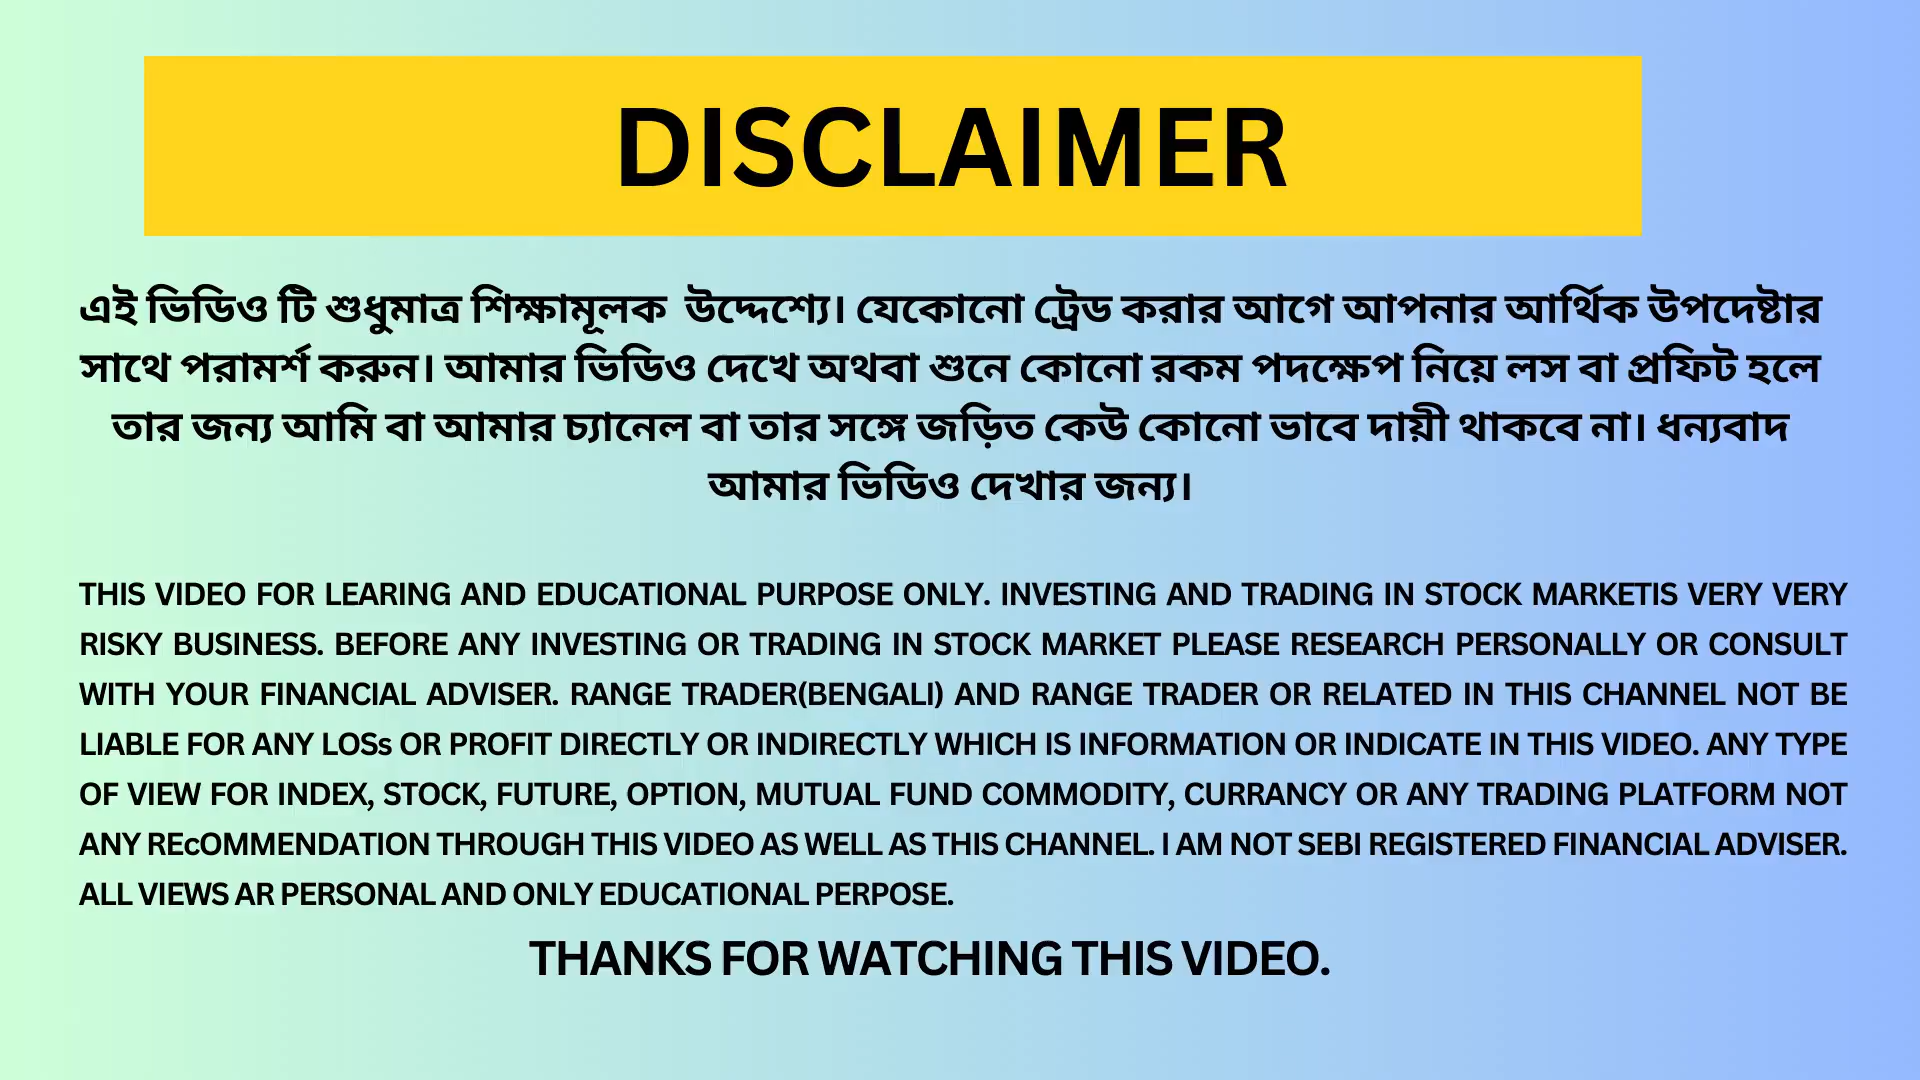 DISCLAIMER
এই ভিডিও টি শুধুমাত্র শিক্ষামূলক উদ্দেশ্যে। যেকোনো ট্রেড করার আগে আপনার আর্থিক উপদেষ্টার
সাথে পরামর্শ করুন। আমার ভিডিও দেখে অথবা শুনে কোনো রকম পদক্ষেপ নিয়ে লস বা প্রফিট হলে
তার জন্য আমি বা আমার চ্যানেল বা তার সঙ্গে জড়িত কেউ কোনো ভাবে দায়ী থাকবে না। ধন্যবাদ
আমার ভিডিও দেখার জন্য।
THIS VIDEO FOR LEARING AND EDUCATIONAL PURPOSE ONLY. INVESTING AND TRADING IN STOCK MARKETIS VERY VERY
RISKY BUSINESS. BEFORE ANY INVESTING OR TRADING IN STOCK MARKET PLEASE RESEARCH PERSONALLY OR CONSULT
WITH YOUR FINANCIAL ADVISER. RANGE TRADER(BENGALI) AND RANGE TRADER OR RELATED IN THIS CHANNEL NOT BE
LIABLE FOR ANY LOSs OR PROFIT DIRECTLY OR INDIRECTLY WHICH IS INFORMATION OR INDICATE IN THIS VIDEO. ANY TYPE
OF VIEW FOR INDEX, STOCK, FUTURE, OPTION, MUTUAL FUND COMMODITY, CURRANCY OR ANY TRADING PLATFORM NOT
ANY REcOMMENDATION THROUGH THIS VIDEO AS WELL AS THIS CHANNEL. I AM NOT SEBI REGISTERED FINANCIAL ADVISER.
ALL VIEWS AR PERSONAL AND ONLY EDUCATIONAL PERPOSE.
THANKS FOR WATCHING THIS VIDEO.